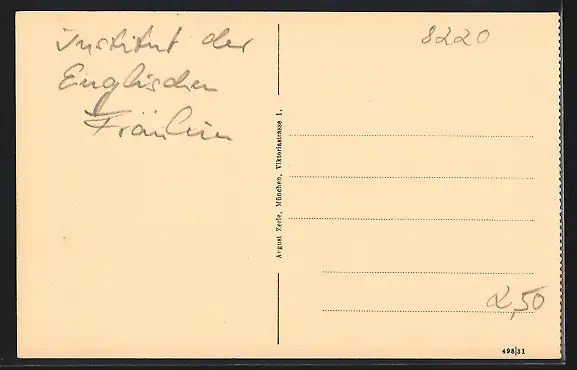 Institut der
Englischen
Fräulein
8220
August Zerle, München, Viktoriastrasse 1.
2,50
498|31